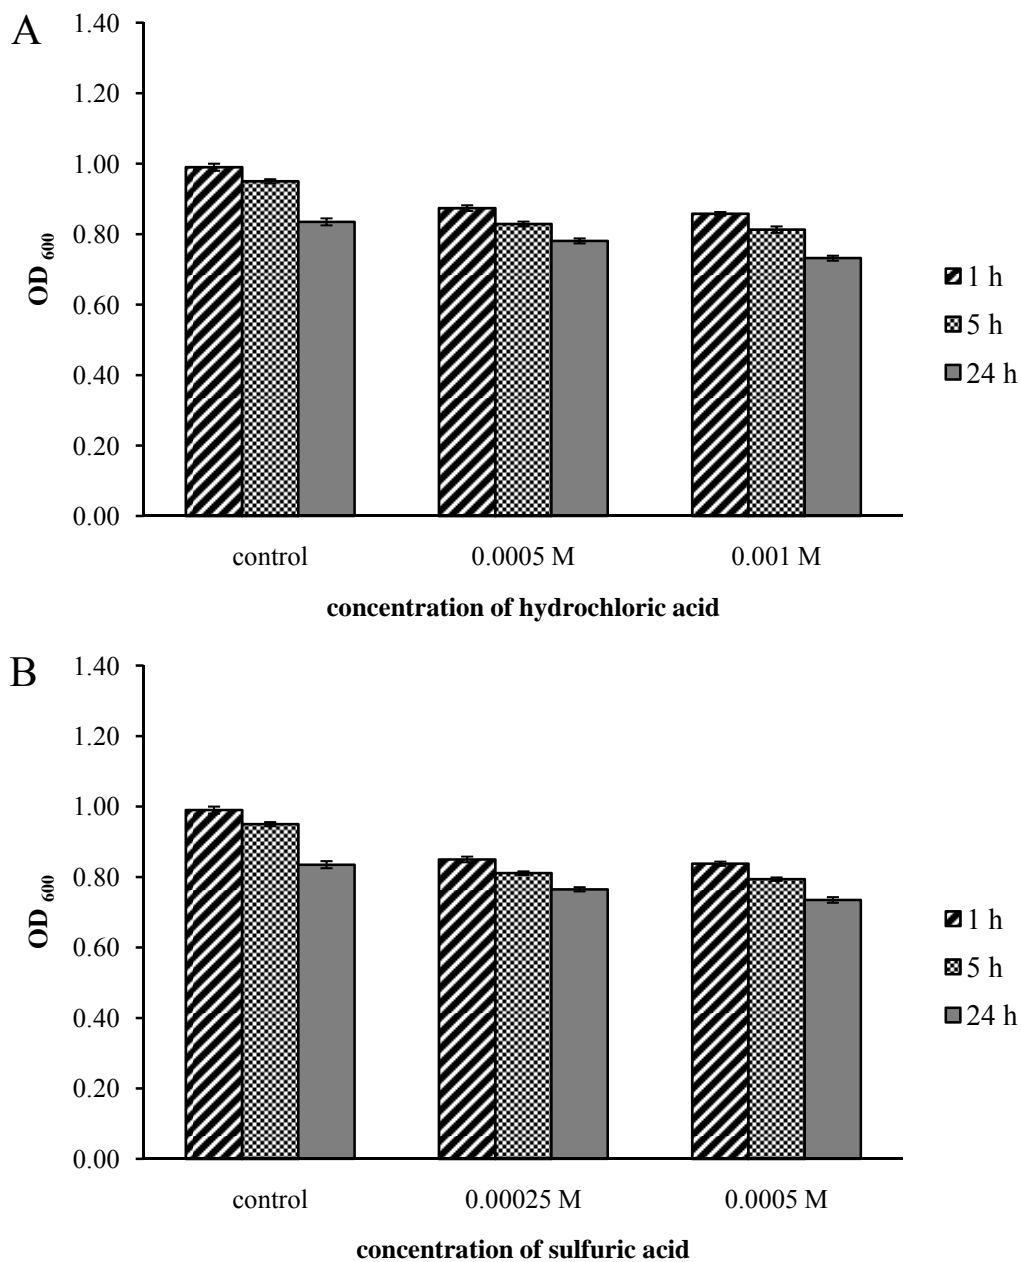 A
1.40
1.20
1.00
0.80
0.60
0.40
0.20
0.00
OD 600
control 0.0005 M 0.001 M
concentration of hydrochloric acid
1 h
5 h
24 h
B
1.40
1.20
1.00
0.80
0.60
0.40
0.20
0.00
OD 600
control 0.00025 M 0.0005 M
concentration of sulfuric acid
1 h
5 h
24 h